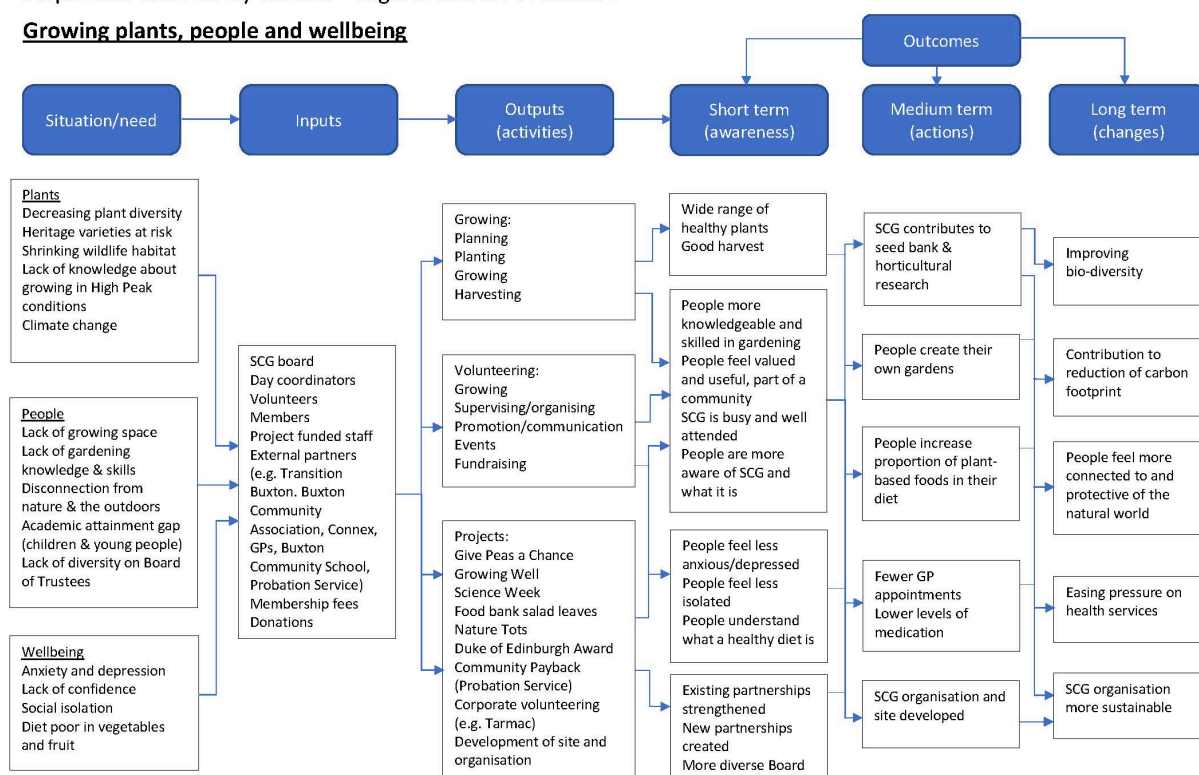 Growing plants, people and wellbeing
Outcomes
Situation/need
Inputs
Outputs
(activities)
Short term
(awareness)
Medium term
(actions)
Long term
(changes)
Plants
Decreasing plant diversity
Heritage varieties at risk
Shrinking wildlife habitat
Lack of knowledge about
growing in High Peak
conditions
Climate change
People
Lack of growing space
Lack of gardening
knowledge & skills
Disconnection from
nature & the outdoors
Academic attainment gap
(children & young people)
Lack of diversity on Board
of Trustees
Wellbeing
Anxiety and depression
Lack of confidence
Social isolation
Diet poor in vegetables
and fruit
SCG board
Day coordinators
Volunteers
Members
Project funded staff
External partners
(e.g. Transition
Buxton. Buxton
Community
Association, Connex,
GPs, Buxton
Community School,
Probation Service)
Membership fees
Donations
Growing:
Planning
Planting
Growing
Harvesting
Volunteering:
Growing
Supervising/organising
Promotion/communication
Events
Fundraising
Projects:
Give Peas a Chance
Growing Well
Science Week
Food bank salad leaves
Nature Tots
Duke of Edinburgh Award
Community Payback
(Probation Service)
Corporate volunteering
(e.g. Tarmac)
Development of site and
organisation
Wide range of
healthy plants
Good harvest
People more
knowledgeable and
skilled in gardening
People feel valued
and useful, part of a
community
SCG is busy and well
attended
People are more
aware of SCG and
what it is
People feel less
anxious/depressed
People feel less
isolated
People understand
what a healthy diet is
Existing partnerships
strengthened
New partnerships
created
More diverse Board
SCG contributes to
seed bank &
horticultural
research
People create their
own gardens
People increase
proportion of plant-
based foods in their
diet
Fewer GP
appointments
Lower levels of
medication
SCG organisation and
site developed
Improving
bio-diversity
Contribution to
reduction of carbon
footprint
People feel more
connected to and
protective of the
natural world
Easing pressure on
health services
SCG organisation
more sustainable